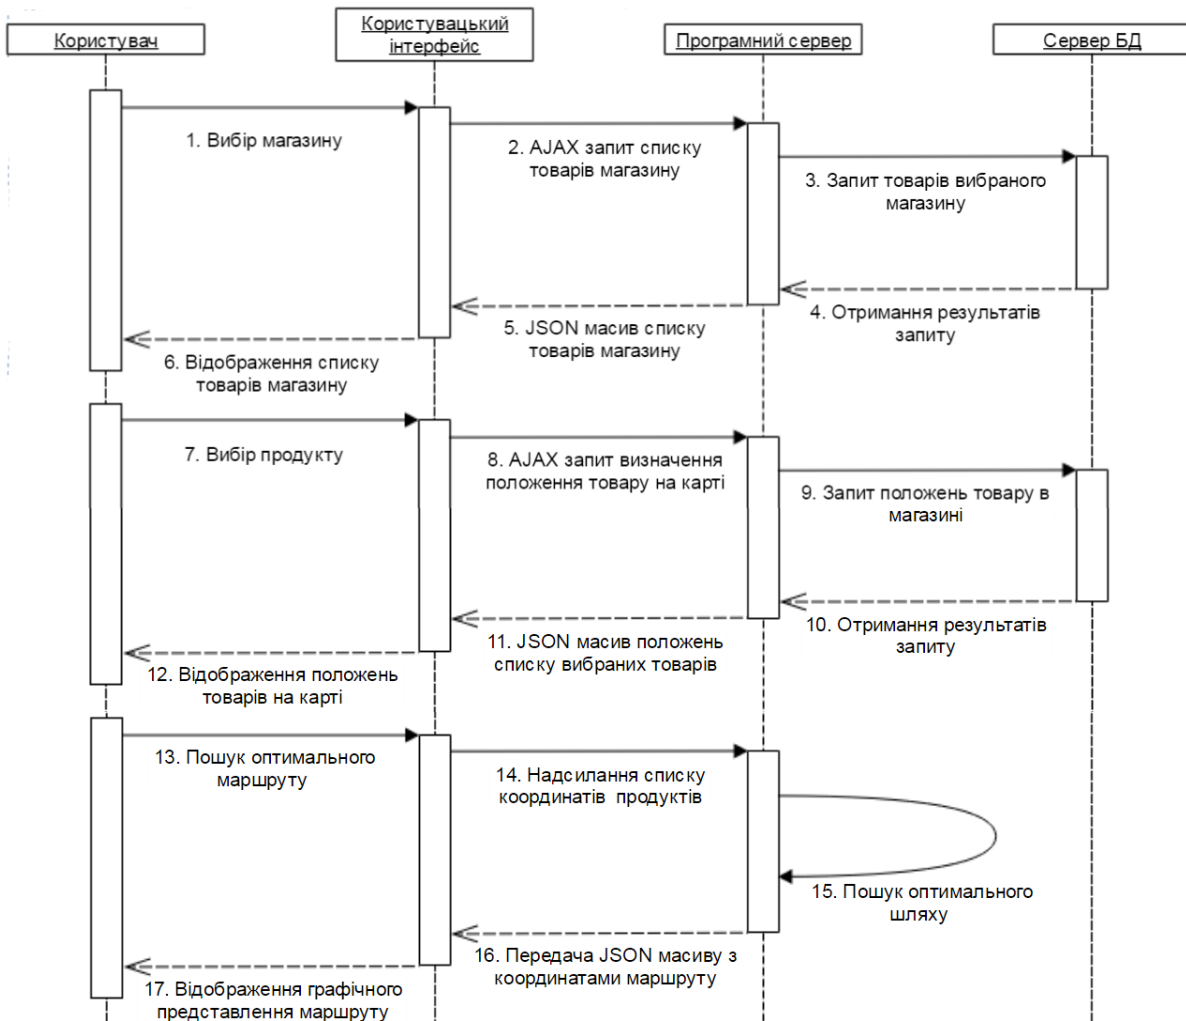 Користувач
Користувацький
інтерфейс
Програмний сервер
Сервер БД
1. Вибір магазину
2. AJAX запит списку
товарів магазину
3. Запит товарів вибраного
магазину
4. Отримання результатів
запиту
5. JSON масив списку
товарів магазину
6. Відображення списку
товарів магазину
7. Вибір продукту
8. AJAX запит визначення
положення товару на карті
9. Запит положень товару в
магазині
10. Отримання результатів
запиту
11. JSON масив положень
списку вибраних товарів
12. Відображення положень
товарів на карті
13. Пошук оптимального
маршруту
14. Надсилання списку
координатів продуктів
15. Пошук оптимального
шляху
16. Передача JSON масиву з
координатами маршруту
17. Відображення графічного
представлення маршруту